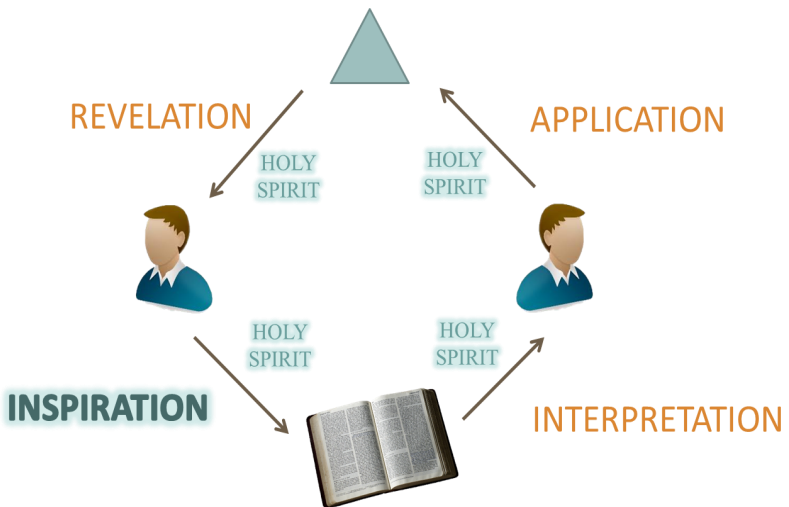 REVELATION
APPLICATION
HOLY
SPIRIT
HOLY
SPIRIT
HOLY
SPIRIT
HOLY
SPIRIT
INSPIRATION
INTERPRETATION